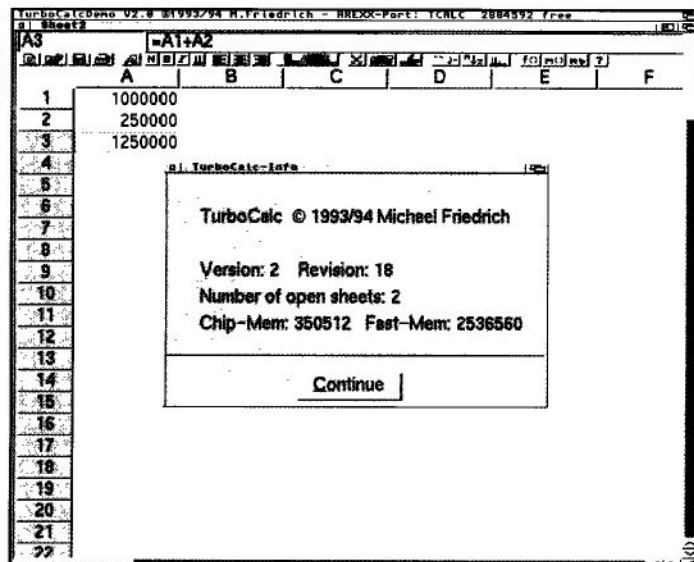 TurboCalcDemo V2.0 ©1993/94 M.Friedrich - AREXX-Port: TCALC 2884592 free
Sheet2
A3 =A1+A2
A B C D E F
1 1000000
2 250000
3 1250000
4
TurboCalc-Info
5
6
TurboCalc © 1993/94 Michael Friedrich
7
8
9
Version: 2 Revision: 18
10
Number of open sheets: 2
11
Chip-Mem: 350512 Fast-Mem: 2536560
12
13
14
Continue
15
16
17
18
19
20
21
22